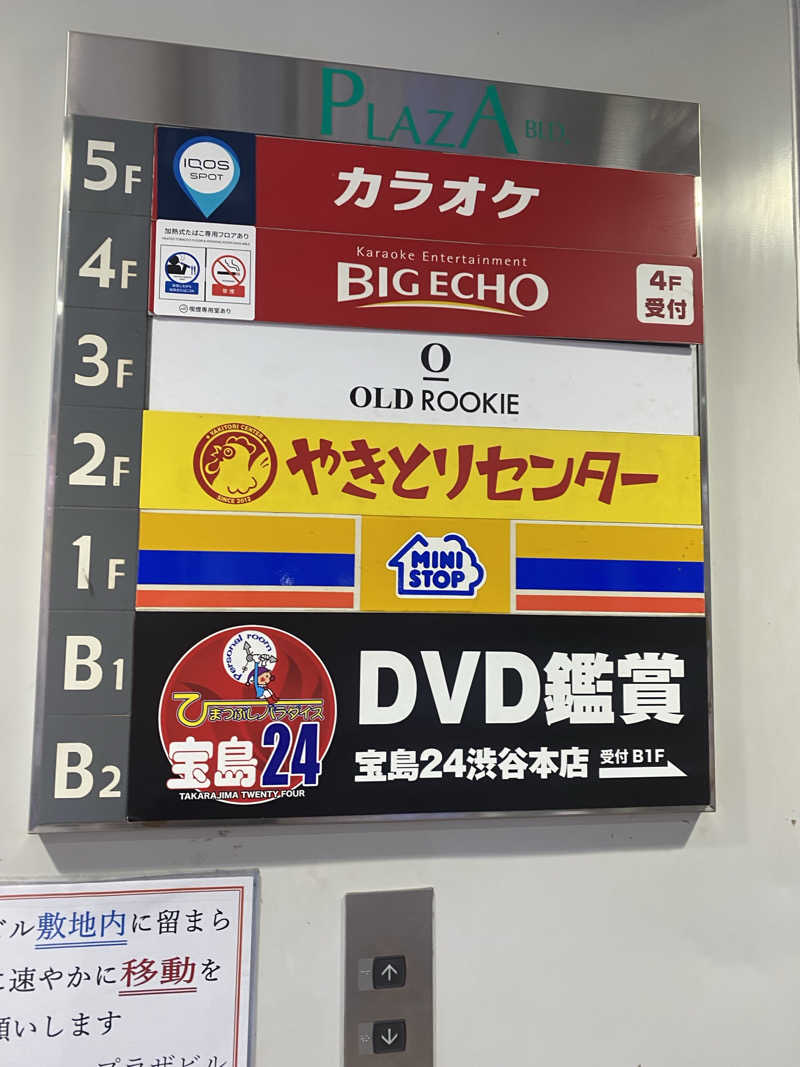 PLAZA BLD.
5F
IQOS
SPOT
カラオケ
4F
加熱式たばこ専用フロアあり
禁煙
喫煙専用室あり
Karaoke Entertainment
BIG ECHO
4F
受付
3F
O
OLD ROOKIE
2F
YAKITORI CENTER
SINCE 2012
やきとりセンター
1F
MINI
STOP
B1
Personal room
ひまつぶしパラダイス
宝島24
TAKARAJIMA TWENTY FOUR
DVD鑑賞
B2
宝島24渋谷本店 受付 B1F
ビル敷地内に留まら
に速やかに移動を
願いします
プラザビル